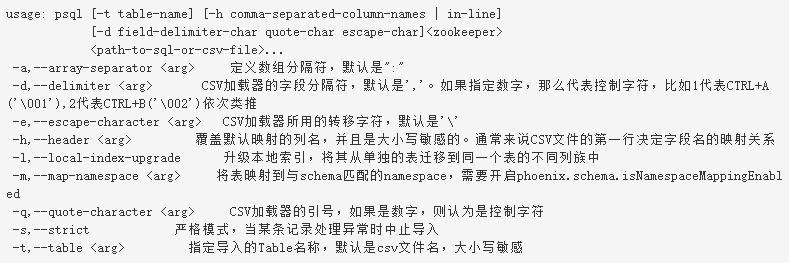 usage: psql [-t table-name] [-h comma-separated-column-names | in-line]
[-d field-delimiter-char quote-char escape-char]<zookeeper>
<path-to-sql-or-csv-file>...
-a,--array-separator <arg> 定义数组分隔符，默认是":"
-d,--delimiter <arg> CSV加载器的字段分隔符，默认是','。如果指定数字，那么代表控制字符，比如1代表CTRL+A
('\001'),2代表CTRL+B('\002')依次类推
-e,--escape-character <arg> CSV加载器所用的转移字符，默认是'\'
-h,--header <arg> 覆盖默认映射的列名，并且是大小写敏感的。通常来说CSV文件的第一行决定字段名的映射关系
-l,--local-index-upgrade 升级本地索引，将其从单独的表迁移到同一个表的不同列族中
-m,--map-namespace <arg> 将表映射到与schema匹配的namespace，需要开启phoenix.schema.isNamespaceMappingEnabl
ed
-q,--quote-character <arg> CSV加载器的引号，如果是数字，则认为是控制字符
-s,--strict 严格模式，当某条记录处理异常时中止导入
-t,--table <arg> 指定导入的Table名称，默认是csv文件名，大小写敏感